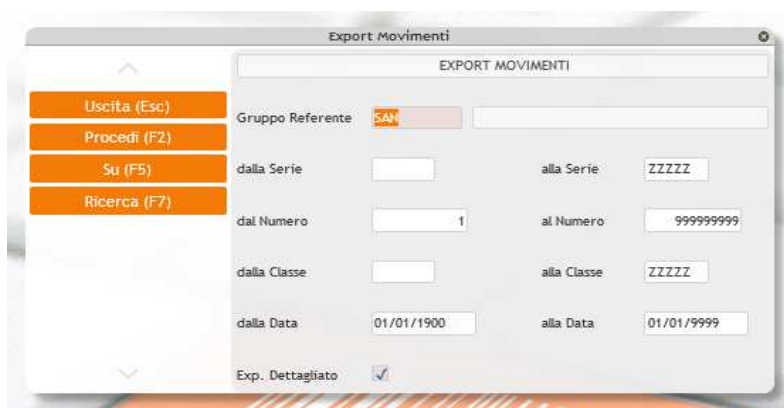 Export Movimenti
EXPORT MOVIMENTI
Uscita (Esc)
Procedi (F2)
Su (F5)
Ricerca (F7)
Gruppo Referente SAN
dalla Serie alla Serie ZZZZZ
dal Numero 1 al Numero 999999999
dalla Classe alla Classe ZZZZZ
dalla Data 01/01/1900 alla Data 01/01/9999
Exp. Dettagliato